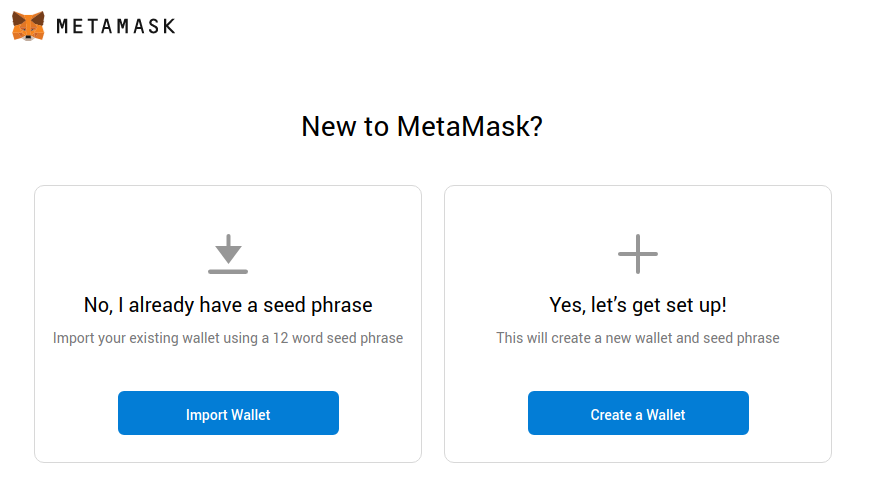 METAMASK
New to MetaMask?
No, I already have a seed phrase
Import your existing wallet using a 12 word seed phrase
Import Wallet
Yes, let’s get set up!
This will create a new wallet and seed phrase
Create a Wallet